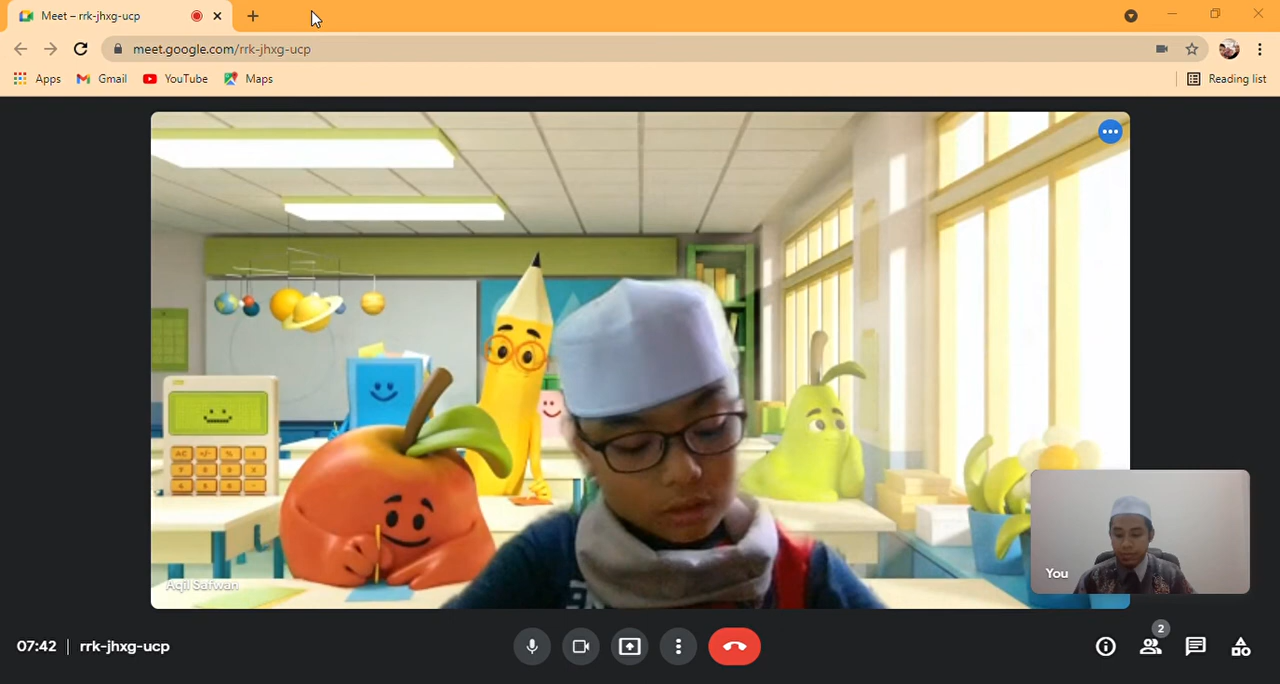 Meet – rrk-jhxg-ucp
meet.google.com/rrk-jhxg-ucp
Apps Gmail YouTube Maps Reading list
AC +/- %
Aqil Safwan
You
07:42 | rrk-jhxg-ucp
2